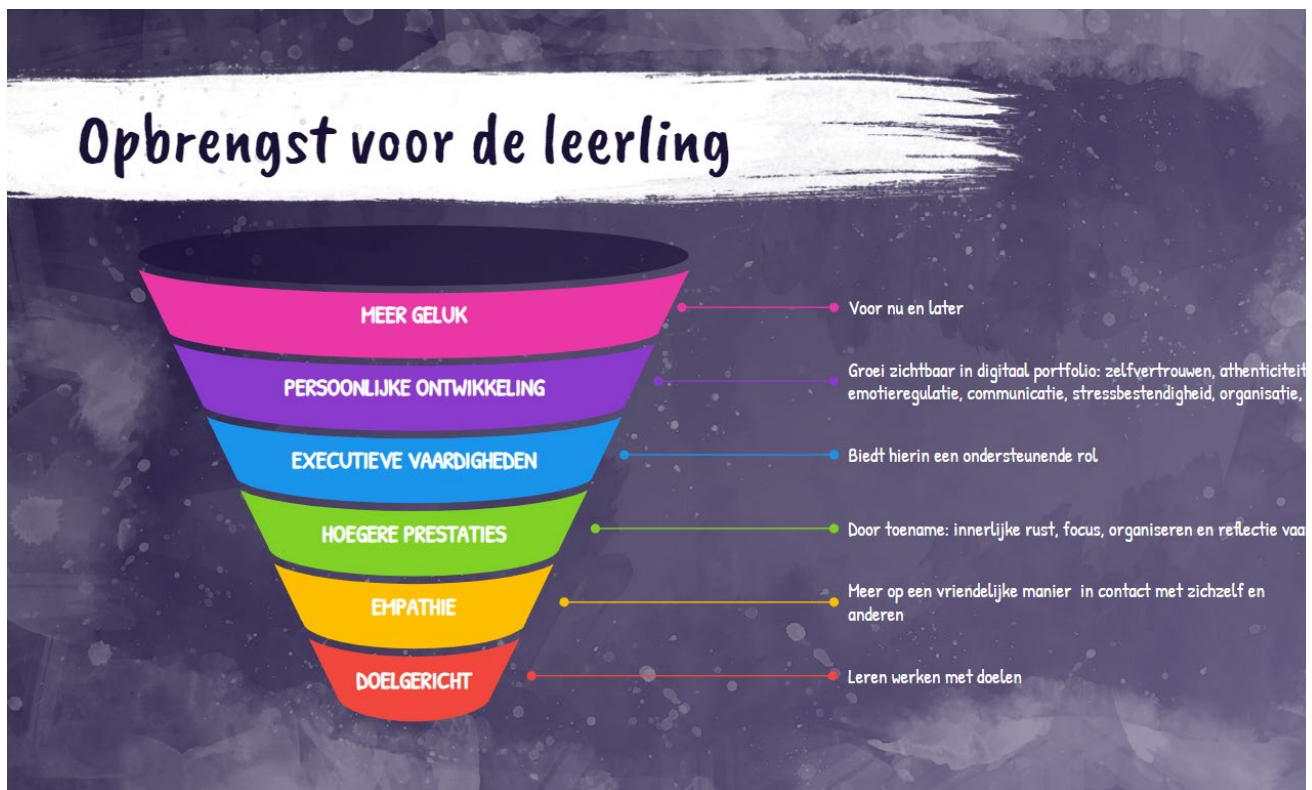 Opbrengst voor de leerling
MEER GELUK
Voor nu en later
PERSOONLIJKE ONTWIKKELING
Groei zichtbaar in digitaal portfolio: zelfvertrouwen, athenticiteit
emotieregulatie, communicatie, stressbestendigheid, organisatie,
EXECUTIEVE VAARDIGHEDEN
Biedt hierin een ondersteunende rol
HOEGERE PRESTATIES
Door toename: innerlijke rust, focus, organiseren en reflectie
EMPATHIE
Meer op een vriendelijke manier in contact met zichzelf en
anderen
DOELGERICHT
Leren werken met doelen